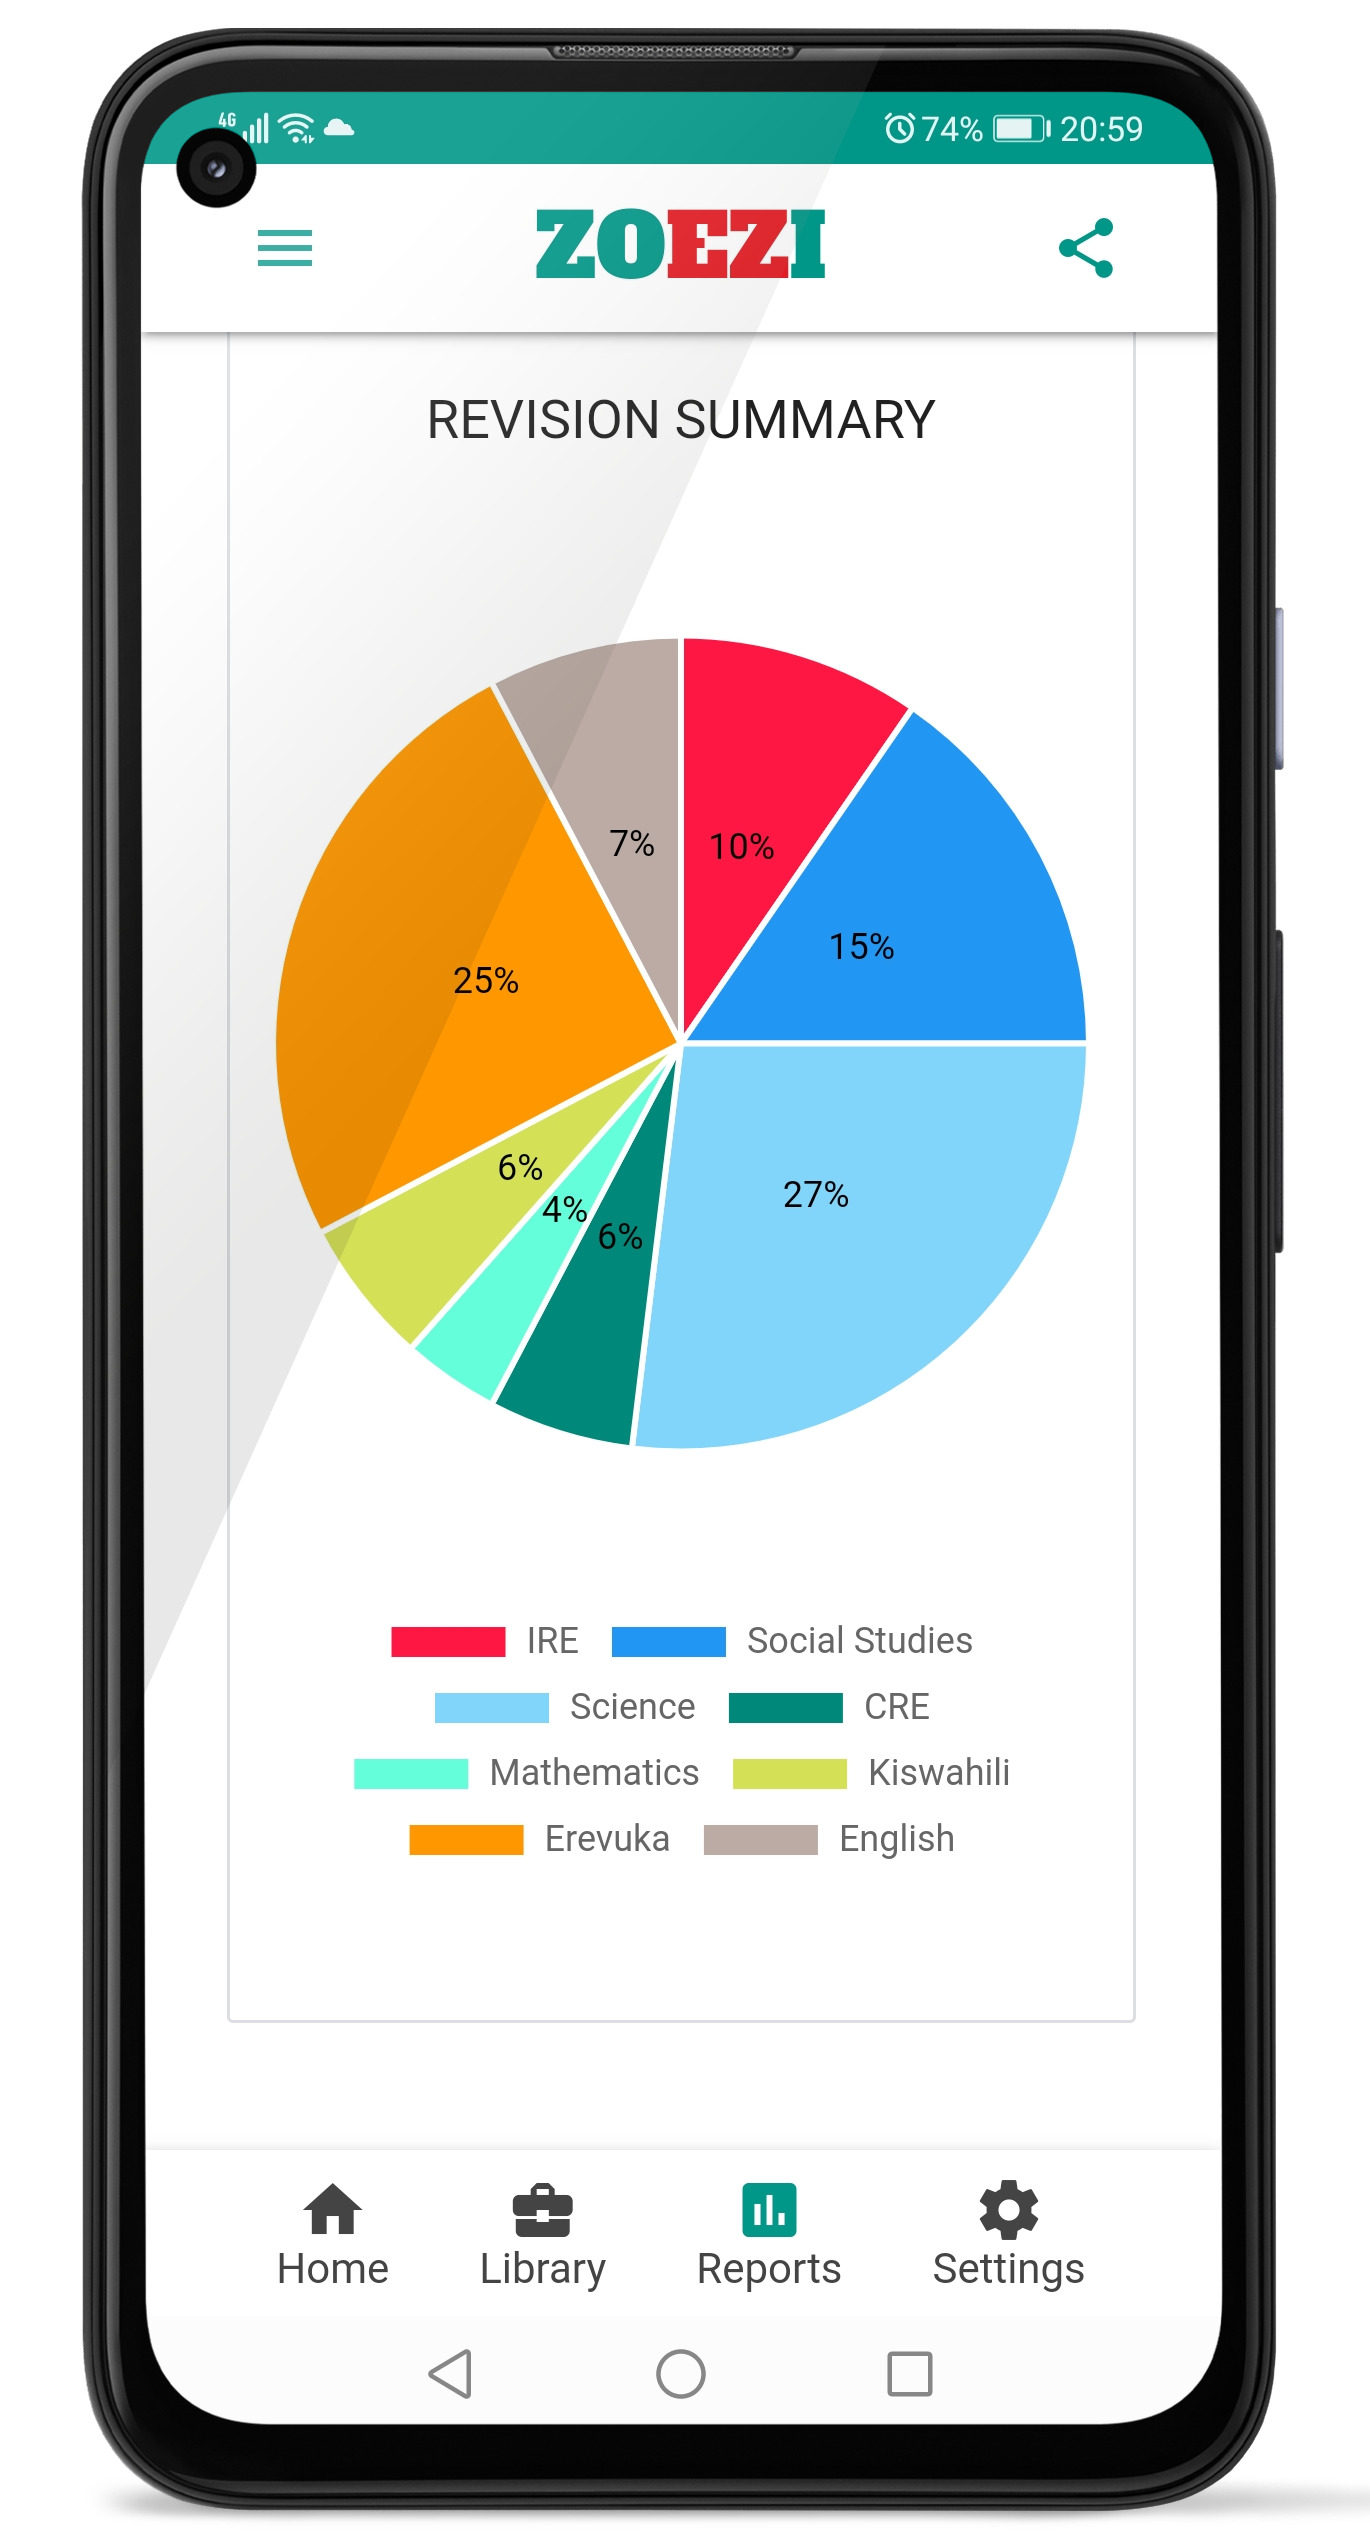 4G 74% 20:59
ZOEZI
REVISION SUMMARY
7% 10%
15%
25%
6%
27%
4%
6%
IRE Social Studies
Science CRE
Mathematics Kiswahili
Erevuka English
Home Library Reports Settings